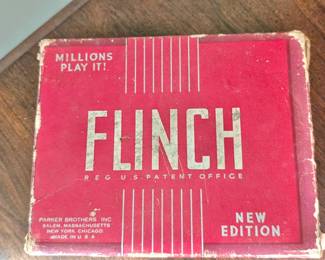 MILLIONS
PLAY IT!
FLINCH
REG U.S. PATENT OFFICE
PARKER BROTHERS INC
SALEM, MASSACHUSETTS
NEW YORK, CHICAGO
MADE IN U.S.A
NEW
EDITION